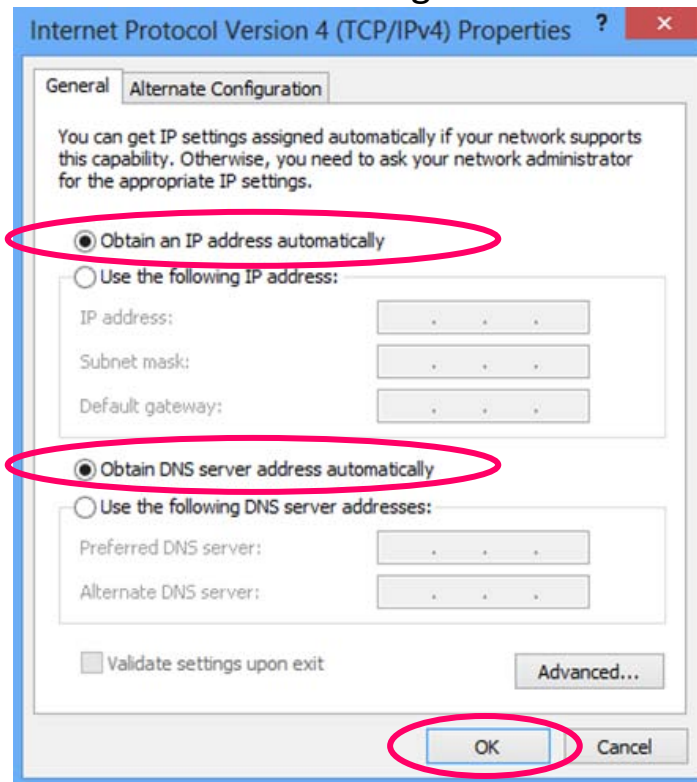 Internet Protocol Version 4 (TCP/IPv4) Properties ? ×
General Alternate Configuration
You can get IP settings assigned automatically if your network supports
this capability. Otherwise, you need to ask your network administrator
for the appropriate IP settings.
Obtain an IP address automatically
Use the following IP address:
IP address: . . .
Subnet mask: . . .
Default gateway: . . .
Obtain DNS server address automatically
Use the following DNS server addresses:
Preferred DNS server: . . .
Alternate DNS server: . . .
Validate settings upon exit
Advanced...
OK Cancel